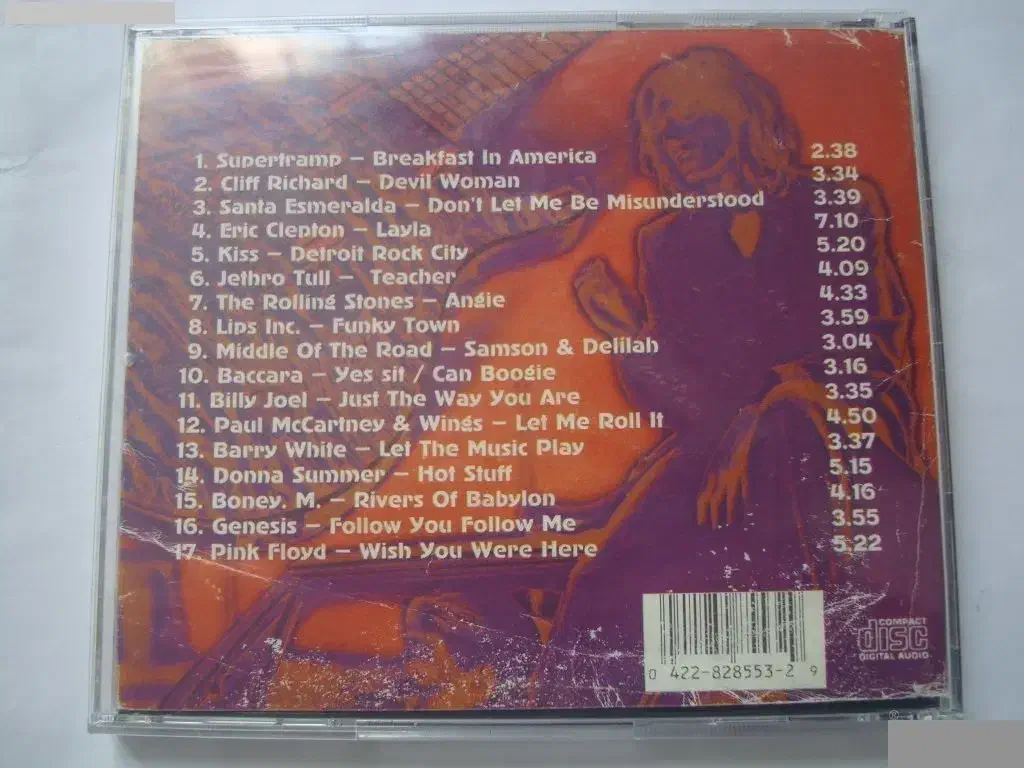 1. Supertramp – Breakfast In America 2.38
2. Cliff Richard – Devil Woman 3.34
3. Santa Esmeralda – Don't Let Me Be Misunderstood 3.39
4. Eric Clepton – Layla 7.10
5. Kiss – Detroit Rock City 5.20
6. Jethro Tull – Teacher 4.09
7. The Rolling Stones – Angie 4.33
8. Lips Inc. – Funky Town 3.59
9. Middle Of The Road – Samson & Delilah 3.04
10. Baccara – Yes sit / Can Boogie 3.16
11. Billy Joel – Just The Way You Are 3.35
12. Paul McCartney & Wings – Let Me Roll It 4.50
13. Barry White – Let The Music Play 3.37
14. Donna Summer – Hot Stuff 5.15
15. Boney. M. – Rivers Of Babylon 4.16
16. Genesis – Follow You Follow Me 3.55
17. Pink Floyd – Wish You Were Here 5.22
COMPACT
disc
DIGITAL AUDIO
0 422-828553-2 9